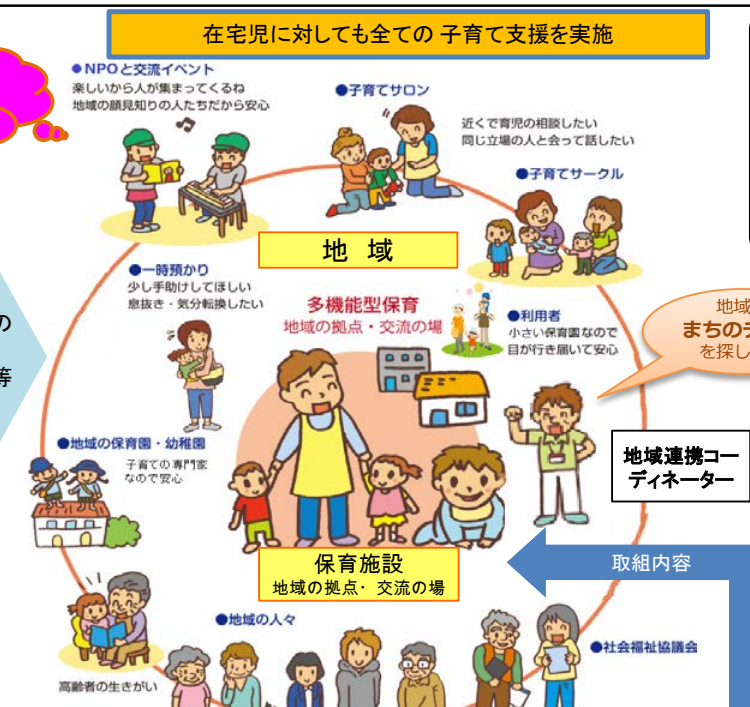 在宅児に対しても全ての 子育て支援を実施
●NPOと交流イベント
楽しいから人が集まってくるね
地域の顔見知りの人たちだから安心
●子育てサロン
近くで育児の相談したい
同じ立場の人と会って話したい
●子育てサークル
地 域
●一時預かり
少し手助けしてほしい
息抜き・気分転換したい
多機能型保育
地域の拠点・交流の場
●利用者
小さい保育園なので
目が行き届いて安心
の
等
地域
まちの子
を探し
●地域の保育園・幼稚園
子育ての専門家
なので安心
地域連携コー
ディネーター
保育施設
地域の拠点・ 交流の場
取組内容
●地域の人々
●社会福祉協議会
高齢者の生きがい